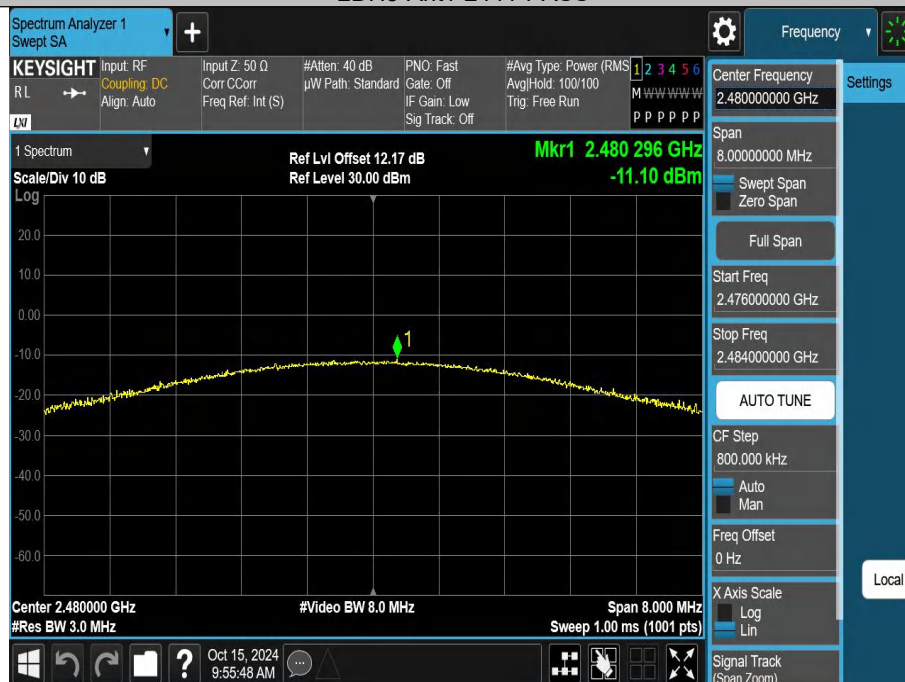 Spectrum Analyzer 1
Swept SA
Frequency
KEYSIGHT
RL
LXI
Input: RF
Coupling: DC
Align: Auto
Input Z: 50 Ω
Corr CCorr
Freq Ref: Int (S)
#Atten: 40 dB
µW Path: Standard
PNO: Fast
Gate: Off
IF Gain: Low
Sig Track: Off
#Avg Type: Power (RMS
Avg|Hold: 100/100
Trig: Free Run
1 2 3 4 5 6
M W W W W W
P P P P P P
1 Spectrum
Scale/Div 10 dB
Log
Ref Lvl Offset 12.17 dB
Ref Level 30.00 dBm
Mkr1 2.480 296 GHz
-11.10 dBm
20.0
10.0
0.00
-10.0
-20.0
-30.0
-40.0
-50.0
-60.0
1
Center 2.480000 GHz
#Res BW 3.0 MHz
#Video BW 8.0 MHz
Span 8.000 MHz
Sweep 1.00 ms (1001 pts)
Oct 15, 2024
9:55:48 AM
Center Frequency
2.480000000 GHz
Settings
Span
8.00000000 MHz
Swept Span
Zero Span
Full Span
Start Freq
2.476000000 GHz
Stop Freq
2.484000000 GHz
AUTO TUNE
CF Step
800.000 kHz
Auto
Man
Freq Offset
0 Hz
Local
X Axis Scale
Log
Lin
Signal Track
(Span Zoom)